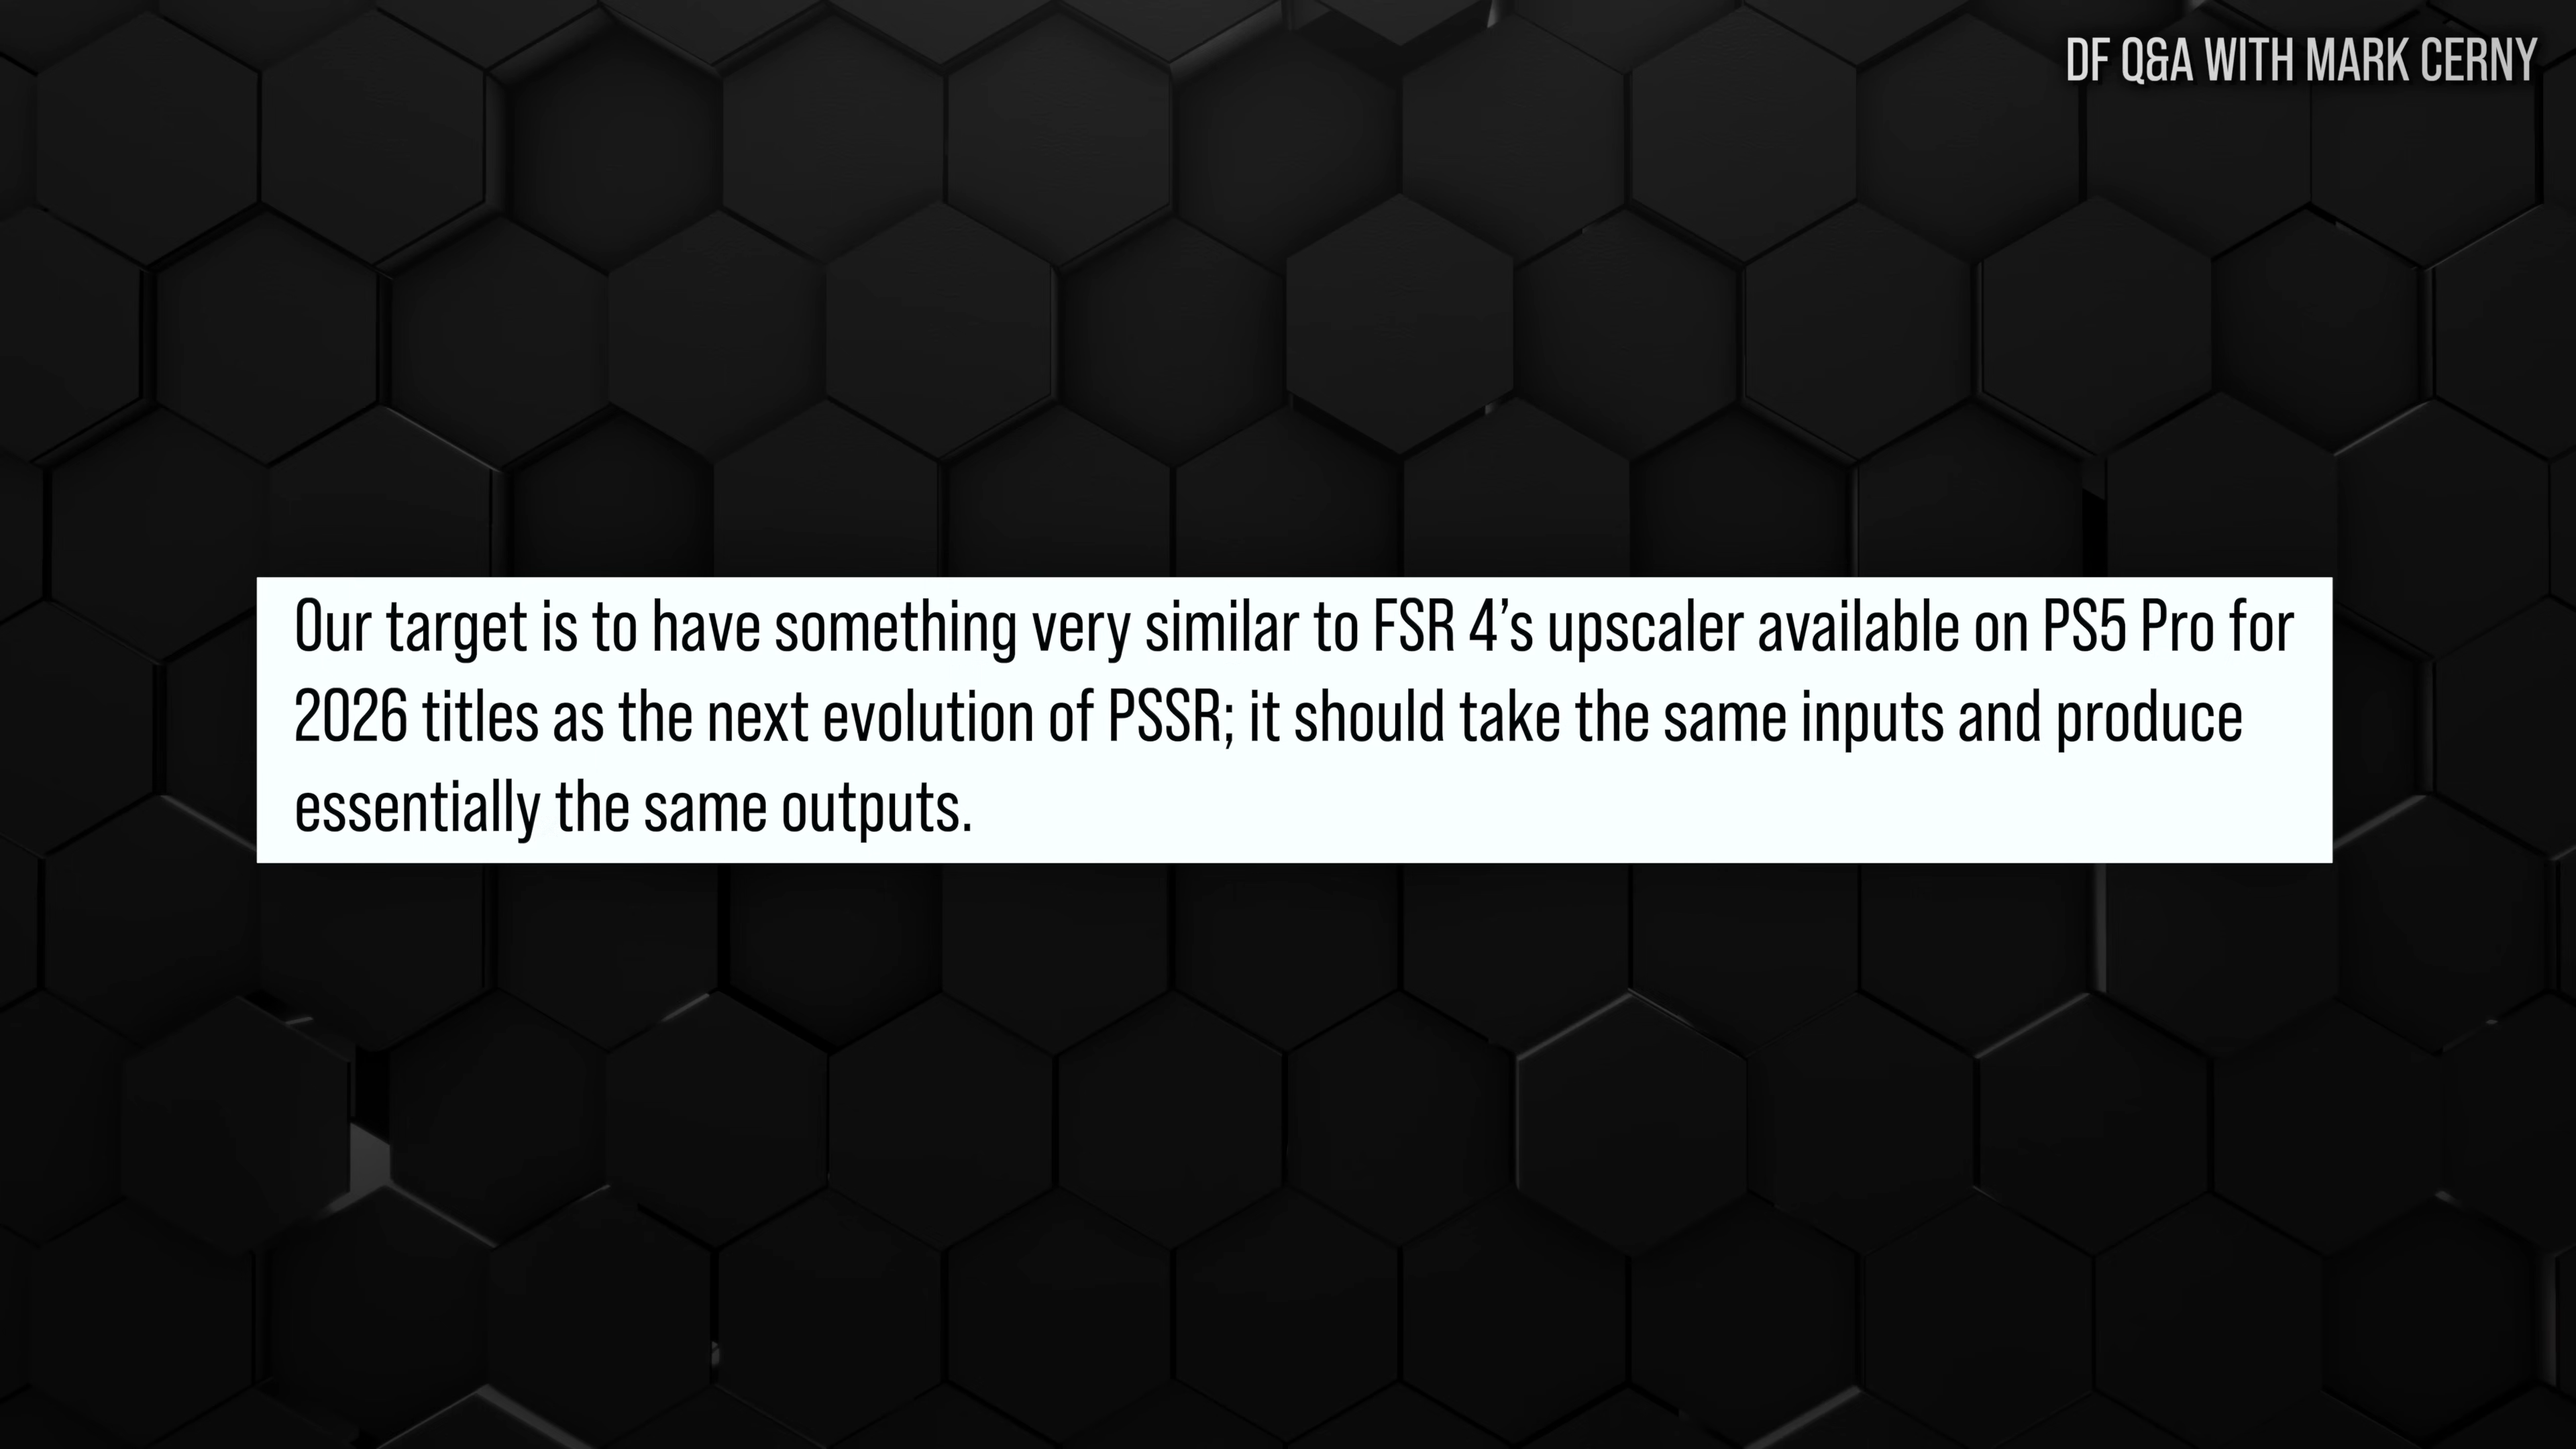 DF Q&A WITH MARK CERNY
Our target is to have something very similar to FSR 4’s upscaler available on PS5 Pro for
2026 titles as the next evolution of PSSR; it should take the same inputs and produce
essentially the same outputs.